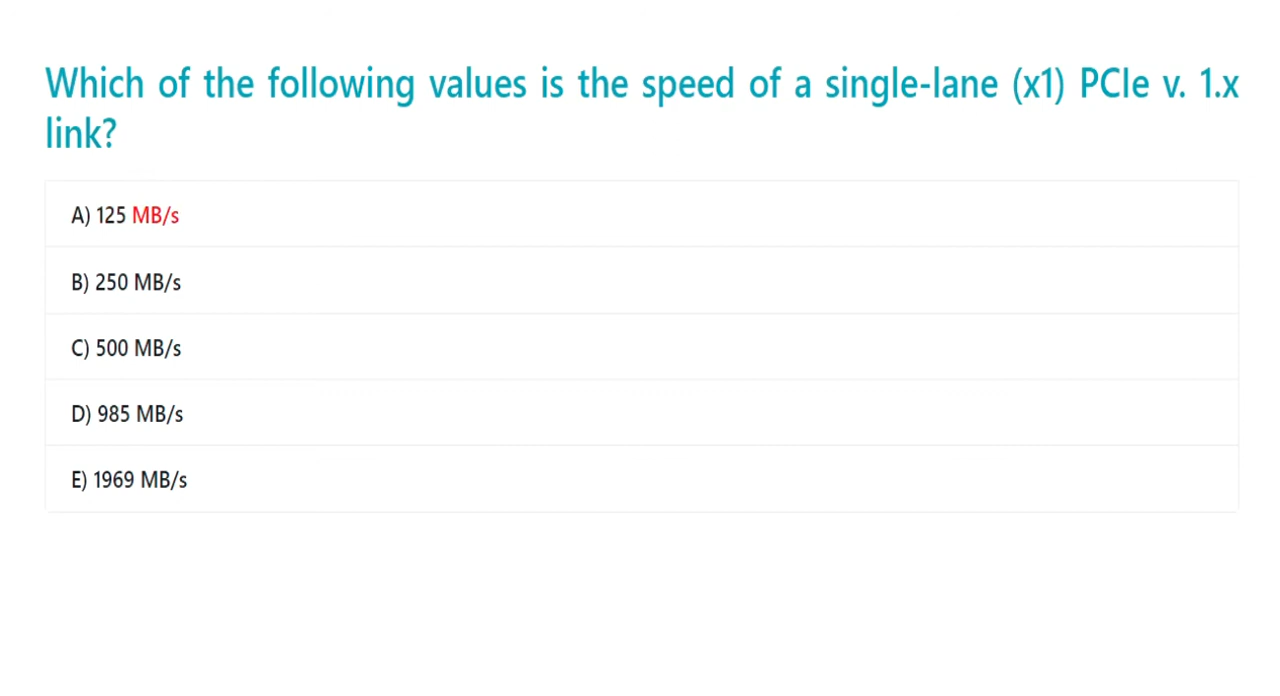 Which of the following values is the speed of a single-lane (x1) PCIe v. 1.x
link?
A) 125 MB/s
B) 250 MB/s
C) 500 MB/s
D) 985 MB/s
E) 1969 MB/s